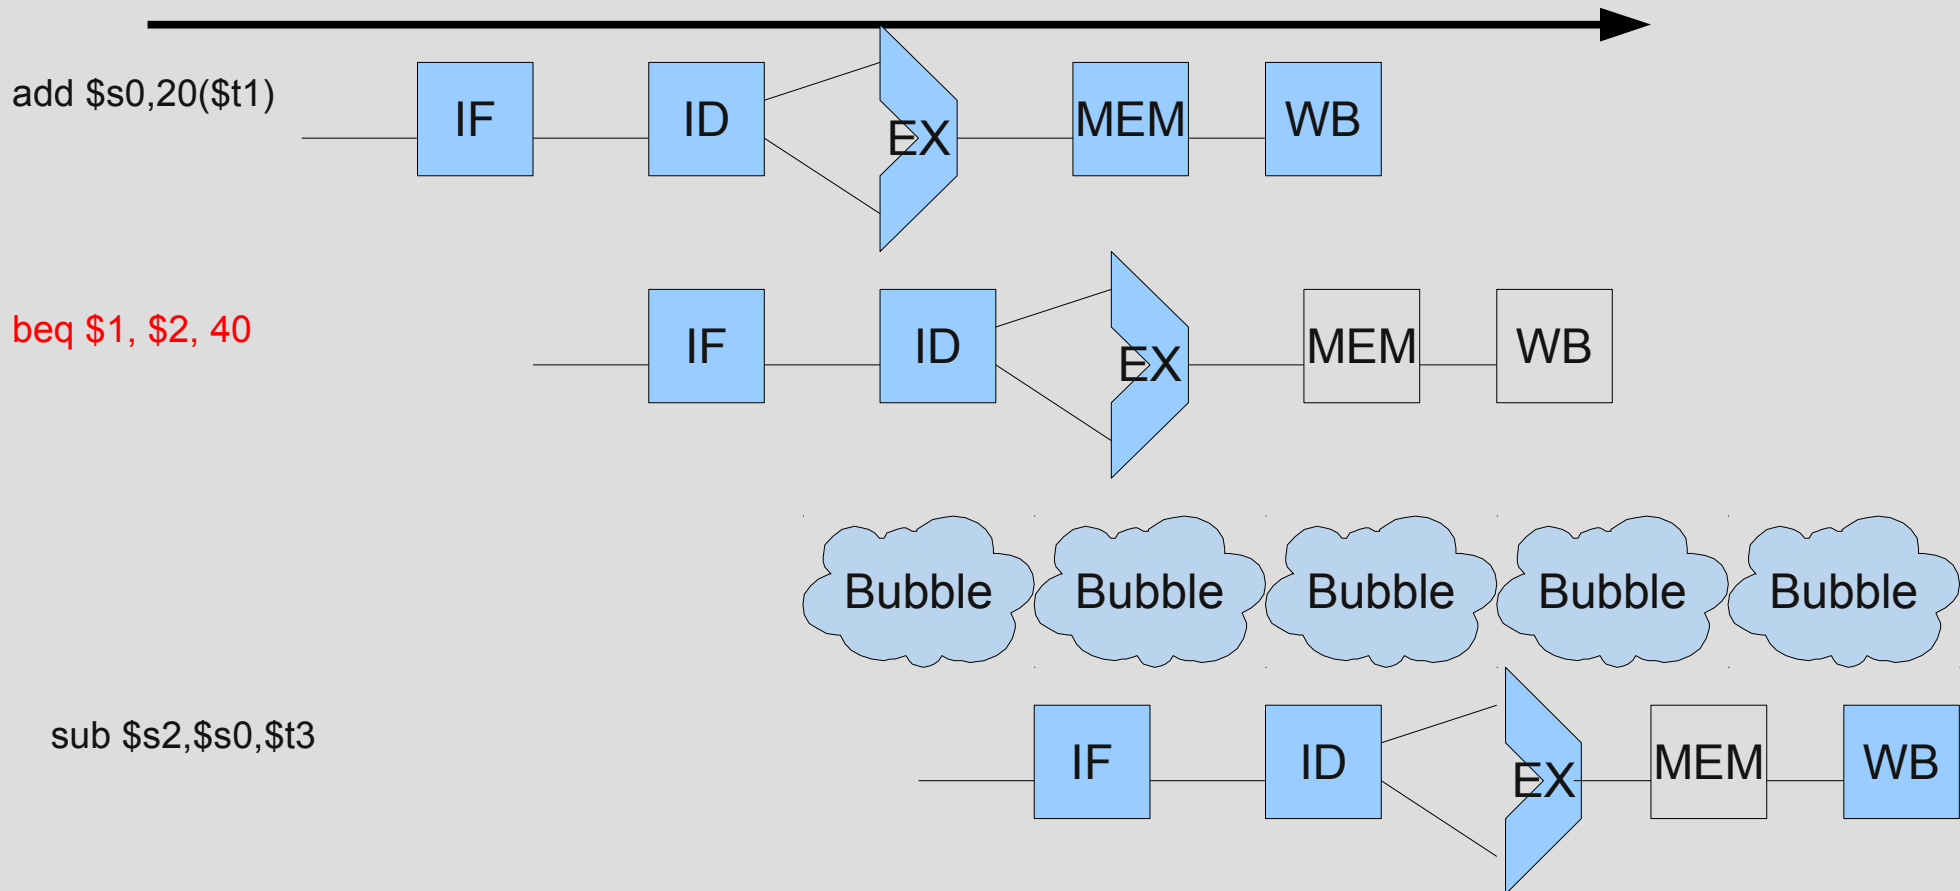 add $s0,20($t1)
IF ID EX MEM WB
beq $1, $2, 40
IF ID EX MEM WB
Bubble Bubble Bubble Bubble Bubble
sub $s2,$s0,$t3
IF ID EX MEM WB